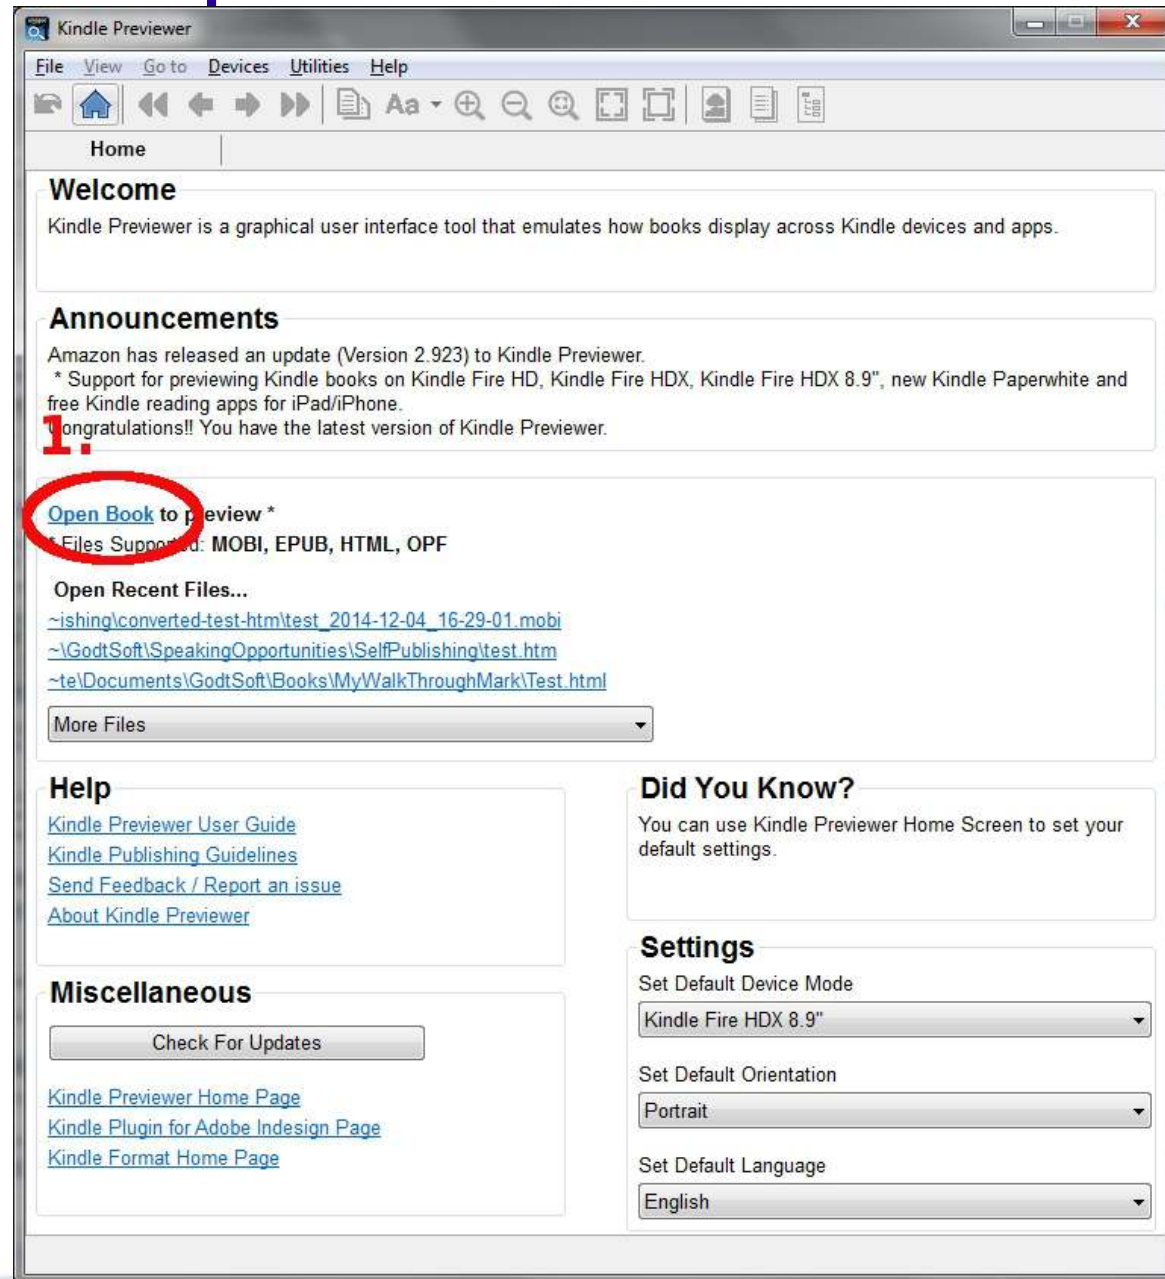 Kindle Previewer
File View Go to Devices Utilities Help
Aa
Home
Welcome
Kindle Previewer is a graphical user interface tool that emulates how books display across Kindle devices and apps.
Announcements
Amazon has released an update (Version 2.923) to Kindle Previewer.
* Support for previewing Kindle books on Kindle Fire HD, Kindle Fire HDX, Kindle Fire HDX 8.9", new Kindle Paperwhite and
free Kindle reading apps for iPad/iPhone.
Congratulations!! You have the latest version of Kindle Previewer.
1.
Open Book to preview *
* Files Supported: MOBI, EPUB, HTML, OPF
Open Recent Files...
~ishing\converted-test-htm\test_2014-12-04_16-29-01.mobi
~\GodtSoft\SpeakingOpportunities\SelfPublishing\test.htm
~te\Documents\GodtSoft\Books\MyWalkThroughMark\Test.html
More Files
Help
Kindle Previewer User Guide
Kindle Publishing Guidelines
Send Feedback / Report an issue
About Kindle Previewer
Miscellaneous
Check For Updates
Kindle Previewer Home Page
Kindle Plugin for Adobe Indesign Page
Kindle Format Home Page
Did You Know?
You can use Kindle Previewer Home Screen to set your
default settings.
Settings
Set Default Device Mode
Kindle Fire HDX 8.9"
Set Default Orientation
Portrait
Set Default Language
English